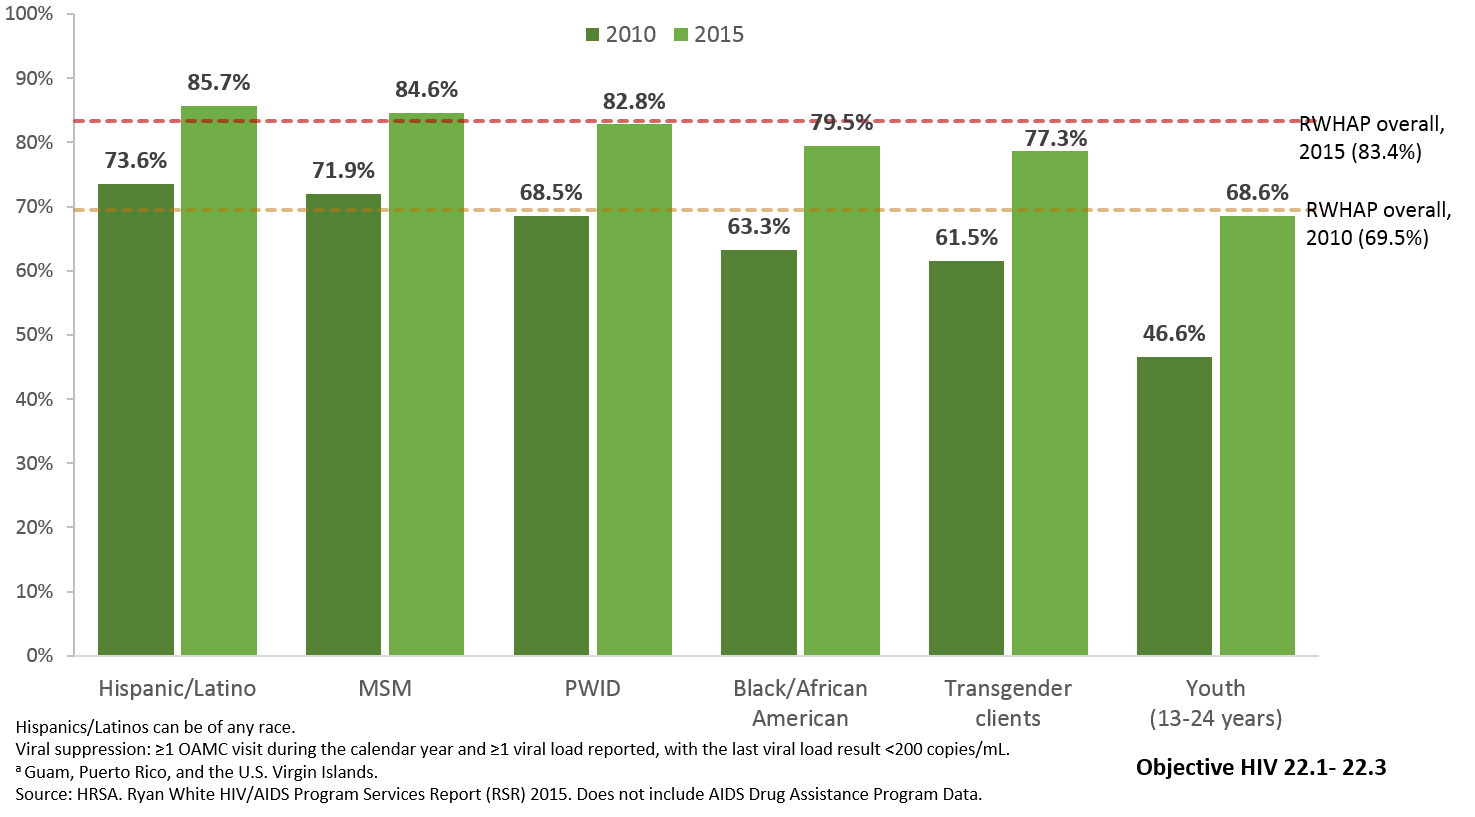 100%
90%
80%
70%
60%
50%
40%
30%
20%
10%
0%
2010 2015
73.6% 85.7%
71.9% 84.6%
68.5% 82.8%
63.3% 79.5%
61.5% 77.3%
46.6% 68.6%
RWHAP overall,
2015 (83.4%)
RWHAP overall,
2010 (69.5%)
Hispanic/Latino
MSM
PWID
Black/African
American
Transgender
clients
Youth
(13-24 years)
Hispanics/Latinos can be of any race.
Viral suppression: ≥1 OAMC visit during the calendar year and ≥1 viral load reported, with the last viral load result <200 copies/mL.
ᵃ Guam, Puerto Rico, and the U.S. Virgin Islands.
Source: HRSA. Ryan White HIV/AIDS Program Services Report (RSR) 2015. Does not include AIDS Drug Assistance Program Data.
Objective HIV 22.1- 22.3